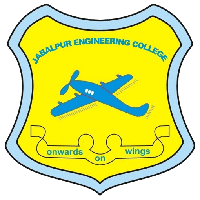 JABALPUR ENGINEERING COLLEGE
onwards on wings